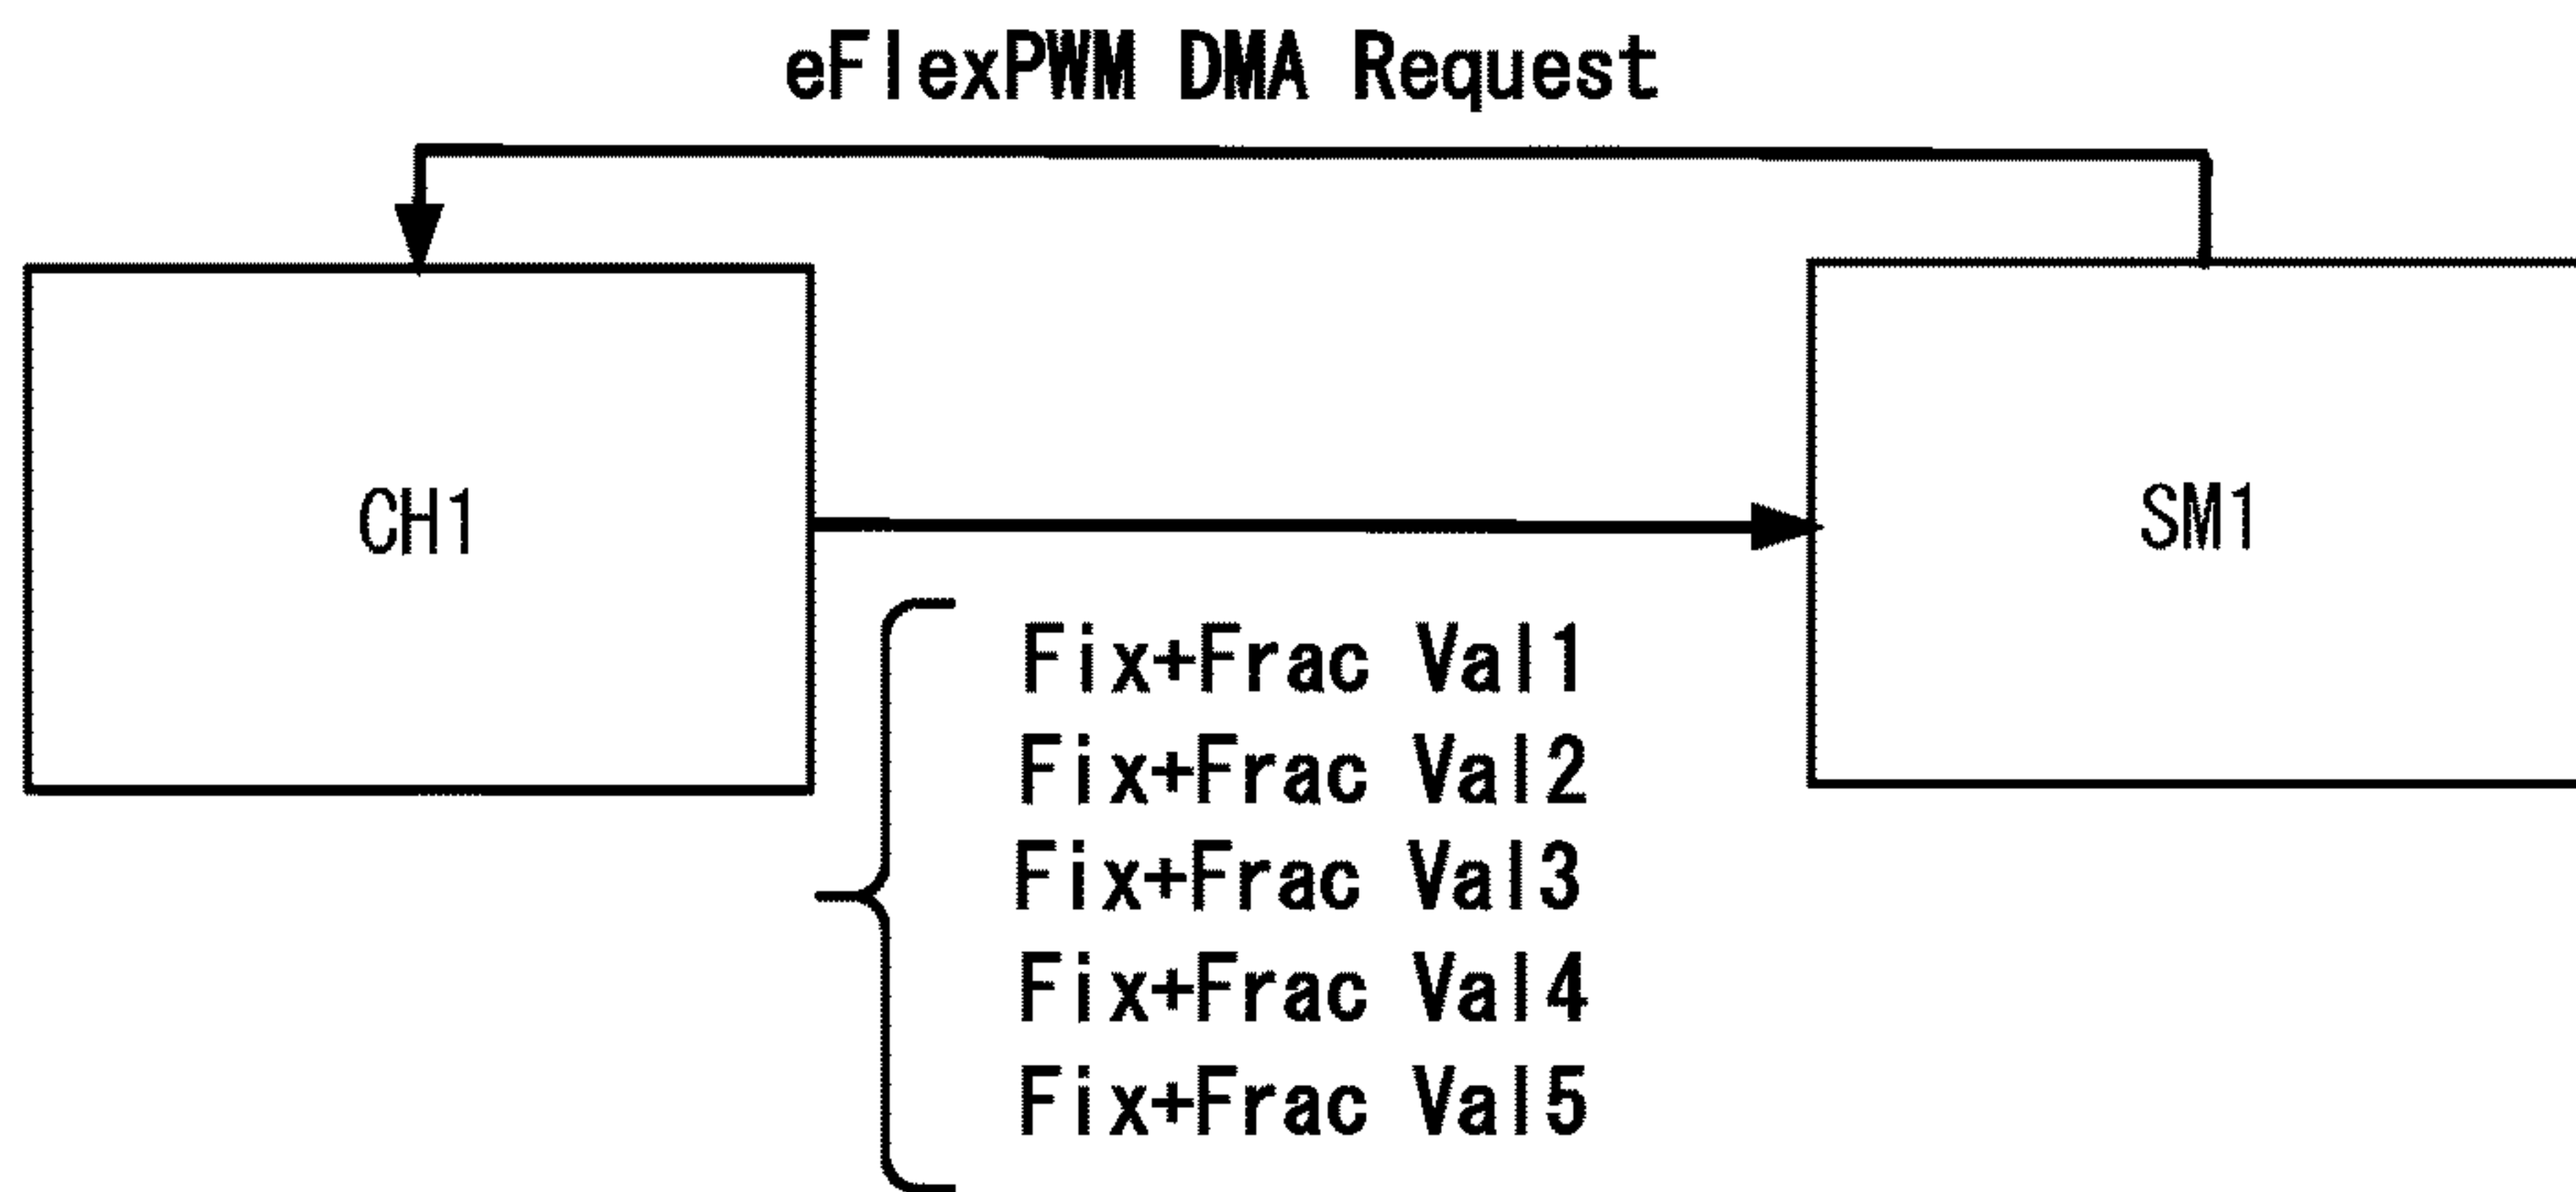 eFlexPWM DMA Request
CH1
SM1
Fix+Frac Val1
Fix+Frac Val2
Fix+Frac Val3
Fix+Frac Val4
Fix+Frac Val5